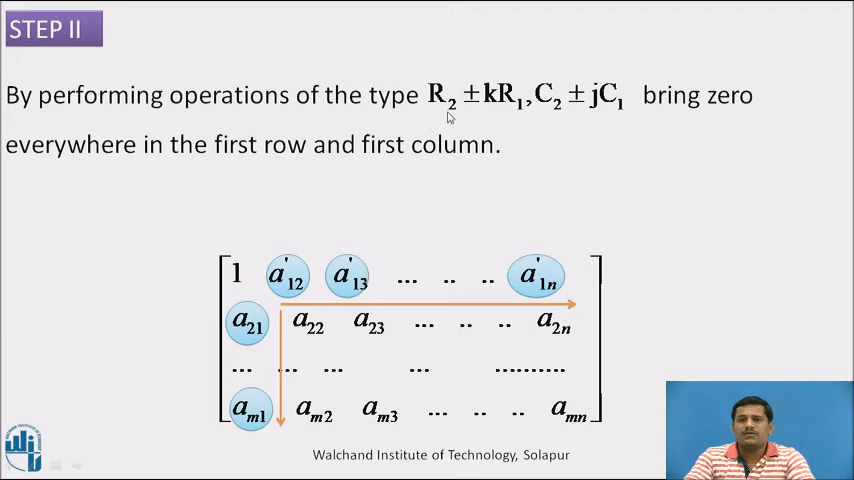 STEP II
By performing operations of the type R₂ ± kR₁, C₂ ± jC₁ bring zero
everywhere in the first row and first column.
1 a'₁₂ a'₁₃ ... .. .. a'₁ₙ
a₂₁ a₂₂ a₂₃ ... .. .. a₂ₙ
... ... ... ... ..........
aₘ₁ aₘ₂ aₘ₃ ... .. .. aₘₙ
Walchand Institute of Technology, Solapur